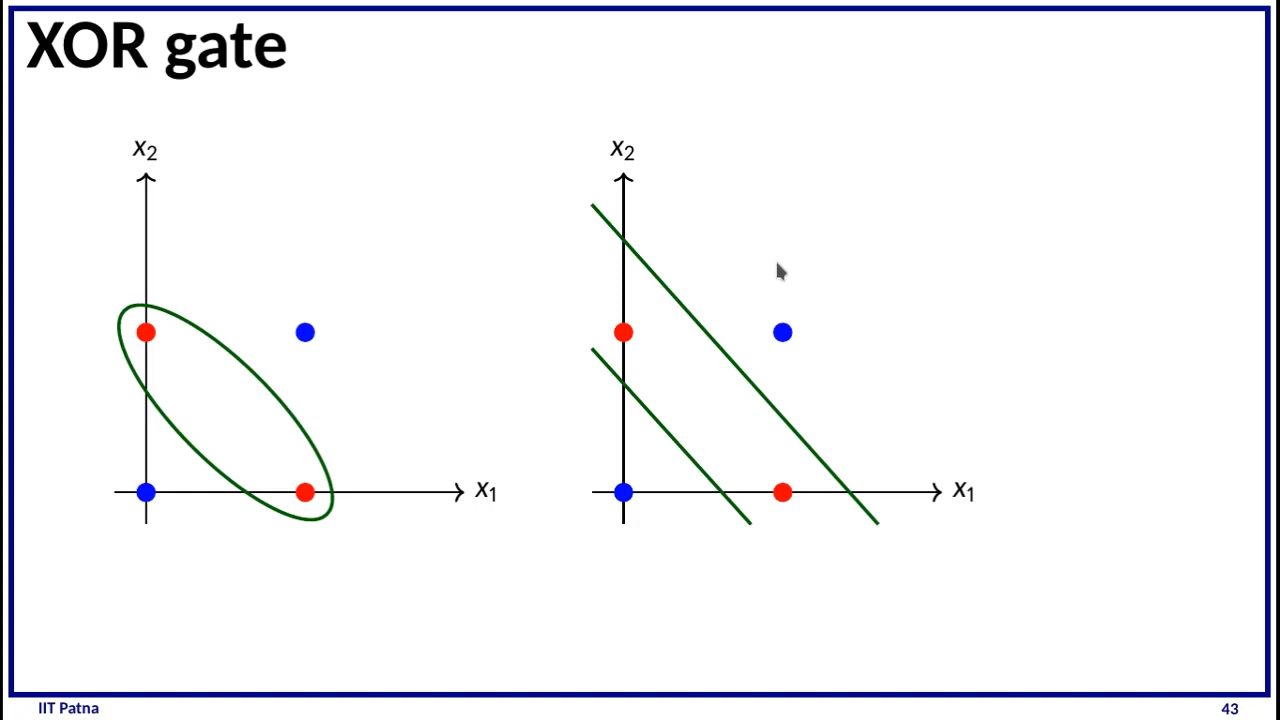 XOR gate
x₂
x₁
x₂
x₁
IIT Patna
43